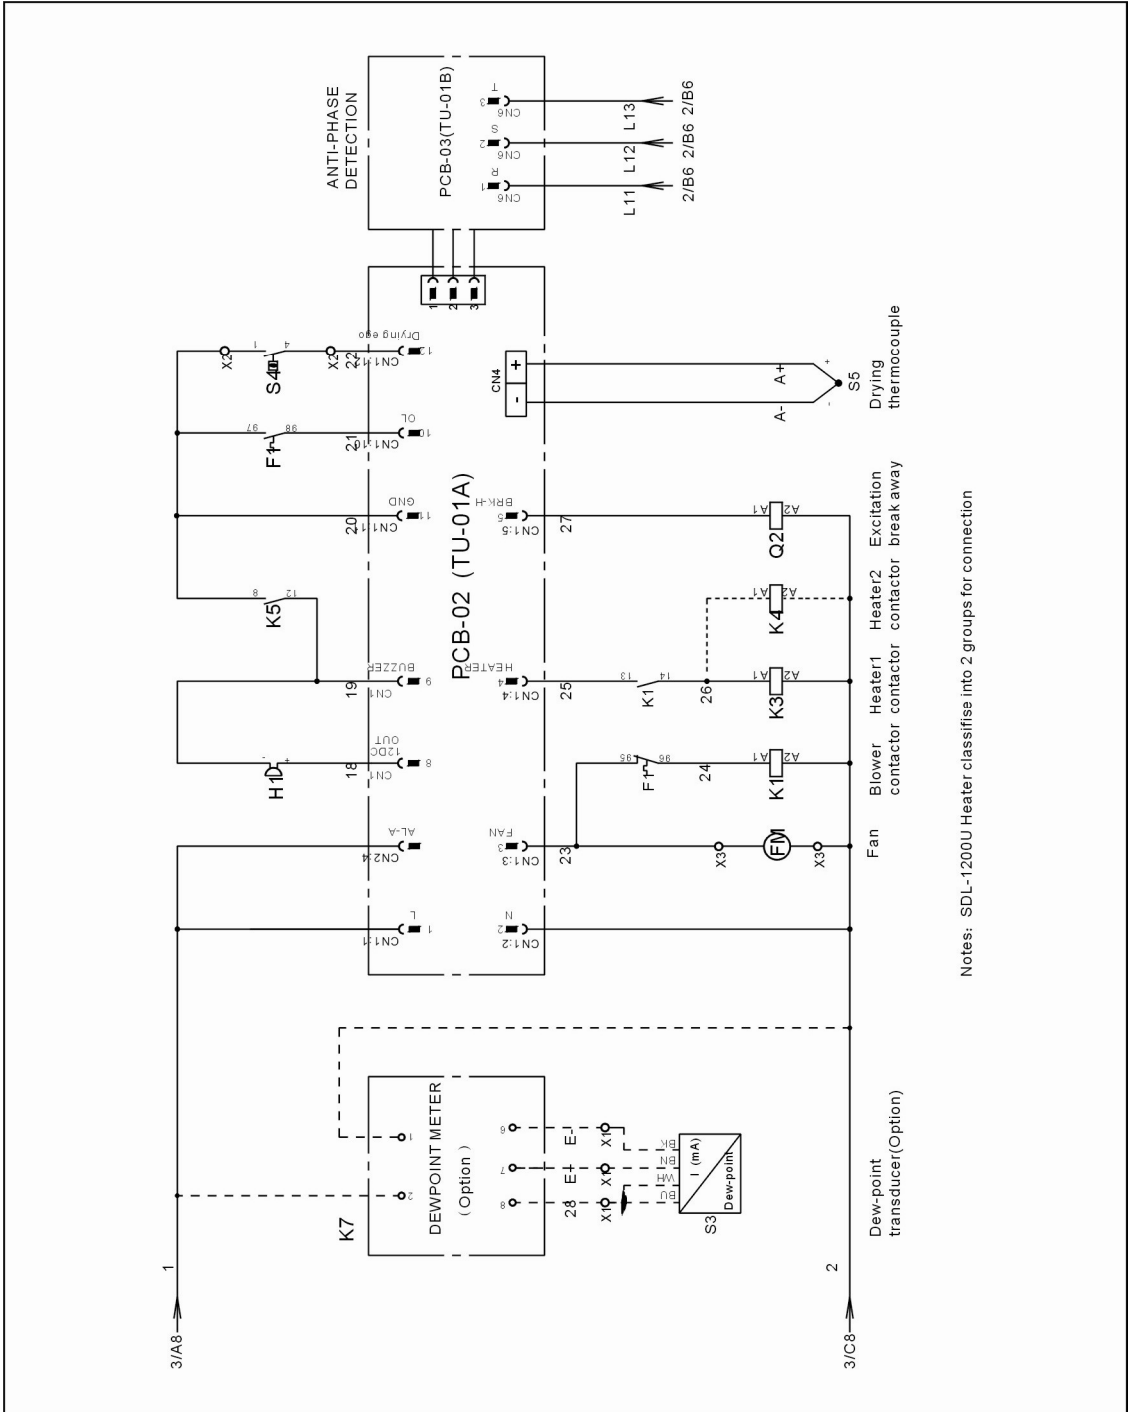 ANTI-PHASE
DETECTION
PCB-03(TU-01B)
R
1
CN6
S
2
CN6
T
3
CN6
L11
L12
L13
2/B6
2/B6
2/B6
3/A8
1
K7
2
1
DEWPOINT METER
( Option )
8
7
6
28
E+
E-
X1
X1
X1
BU
WH
BN
BK
I (mA)
Dew-point
S3
Dew-point
transducer(Option)
3/C8
2
PCB-02 (TU-01A)
L
1
CN1:1
AL-A
CN2:4
H1
-
+
18
12DC
OUT
8
CN1
19
BUZZER
9
CN1
K5
8
12
20
GND
11
CN1:11
F1
97
98
21
OL
10
CN1:10
X2
S4
1
4
X2
22
Drying ego
12
CN1:12
1
2
3
N
2
CN1:2
FAN
3
CN1:3
23
X3
FM
X3
Fan
F1
95
96
24
K1
A1
A2
Blower
contactor
HEATER
4
CN1:4
25
K1
13
14
26
K3
A1
A2
Heater1
contactor
K4
A1
A2
Heater2
contactor
BRK-H
5
CN1:5
27
Q2
A1
A2
Excitation
break away
CN4
-
+
A-
A+
-
+
S5
Drying
thermocouple
Notes: SDL-1200U Heater classifise into 2 groups for connection